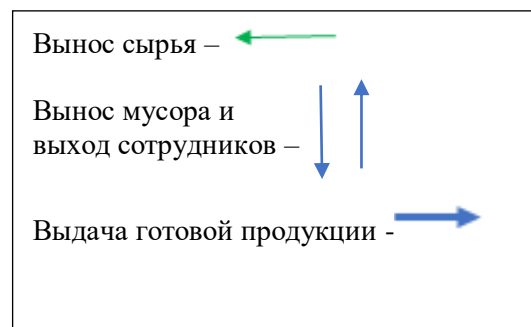 Вынос сырья –
Вынос мусора и
выход сотрудников –
Выдача готовой продукции -